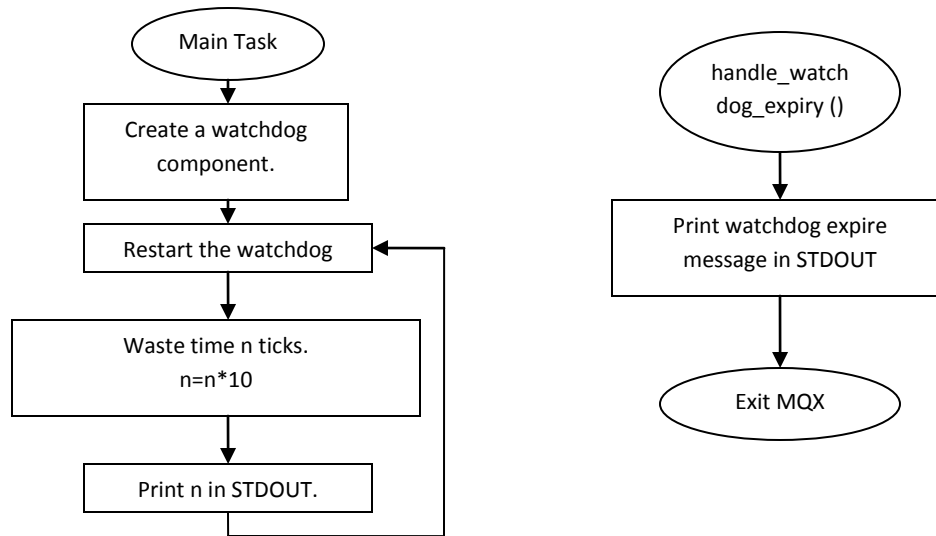 Main Task
Create a watchdog
component.
Restart the watchdog
Waste time n ticks.
n=n*10
Print n in STDOUT.
handle_watch
dog_expiry ()
Print watchdog expire
message in STDOUT
Exit MQX